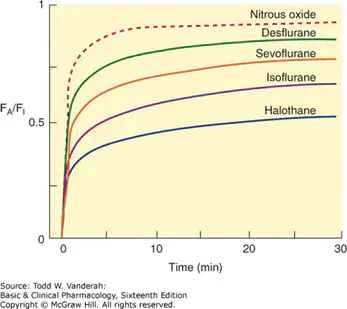 1
Nitrous oxide
Desflurane
Sevoflurane
FA/FI
Isoflurane
0.5
Halothane
0
0 10 20 30
Time (min)
Source: Todd W. Vanderah:
Basic & Clinical Pharmacology, Sixteenth Edition
Copyright © McGraw Hill. All rights reserved.